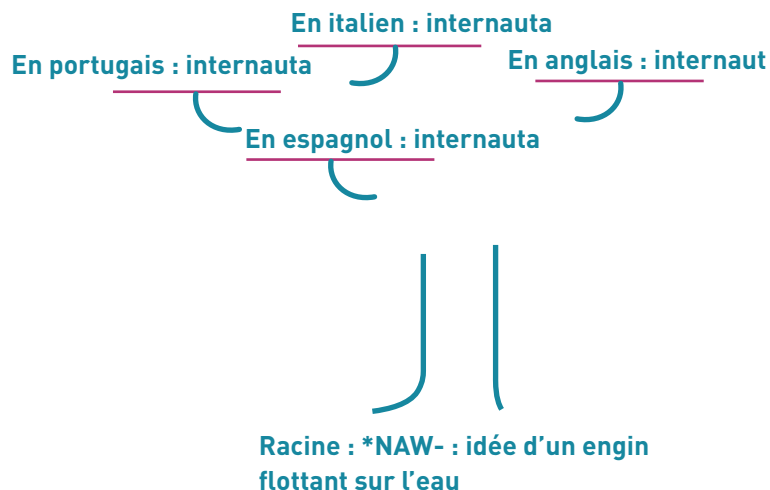 En italien : internauta
En portugais : internauta
En anglais : internaut
En espagnol : internauta
Racine : *NAW- : idée d’un engin
flottant sur l’eau